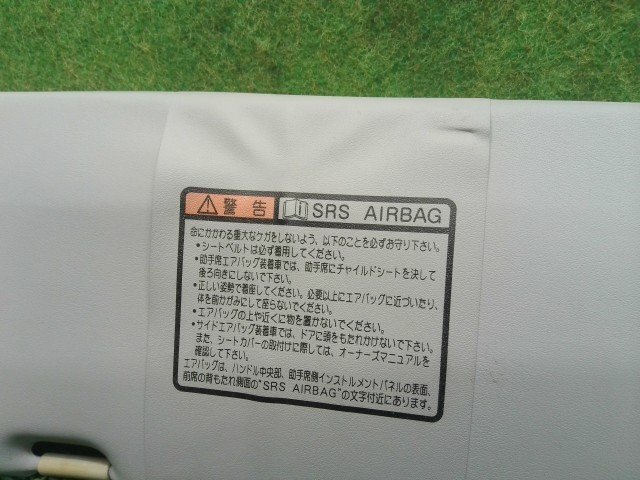 警告 SRS AIRBAG
命にかかわる重大なケガをしないよう、以下のことを必ずお守り下さい。
•シートベルトは必ず着用してください。
•助手席エアバッグ装着車では、助手席にチャイルドシートを決して
後ろ向きにしないで下さい。
•正しい姿勢で着座してください。必要以上にエアバッグに近づいたり、
体を前かがみにして座らないでください。
•エアバッグの上や近くに物を置かないでください。
•サイドエアバッグ装着車では、ドアに頭をもたれかけないで下さい。
また、シートカバーの取付けに際しては、オーナーズマニュアルを
確認して下さい。
エアバッグは、ハンドル中央部、助手席側インストルメントパネルの表面、
前席の背もたれ側面の"SRS AIRBAG"の文字付近にあります。